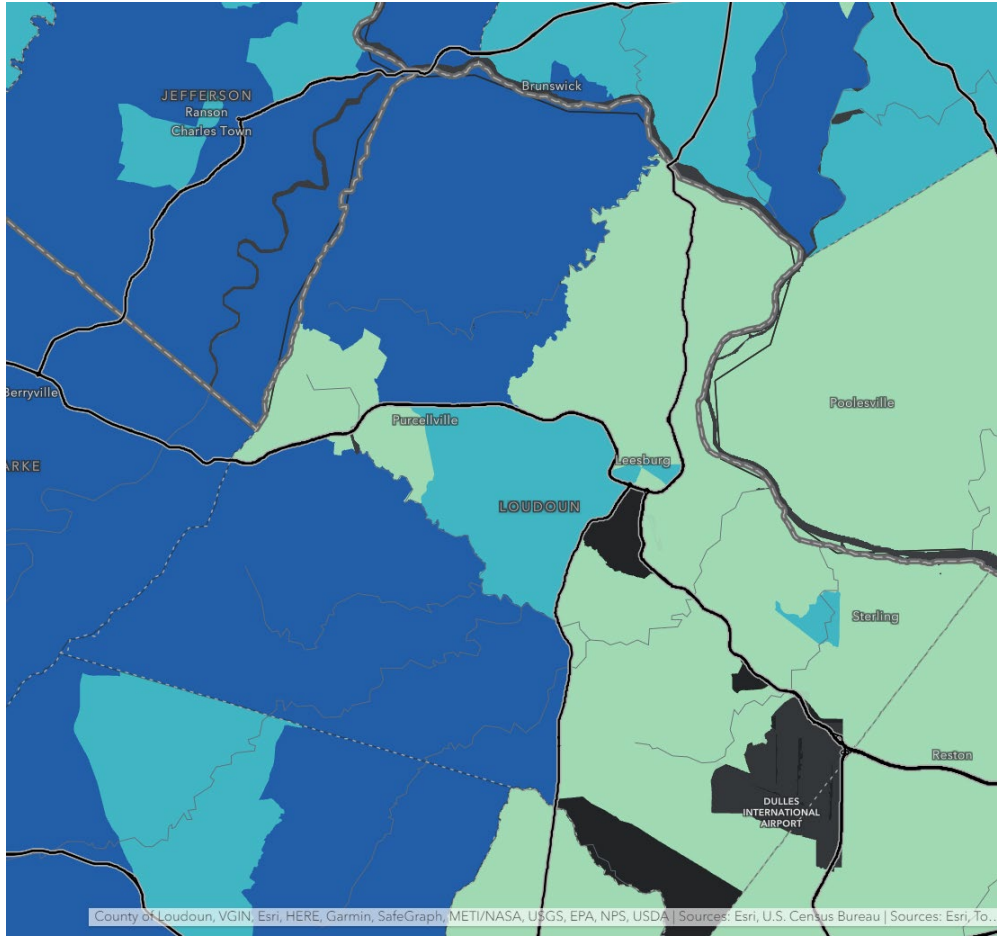 Brunswick
JEFFERSON
Ranson
Charles Town
Berryville
Poolesville
Purcellville
Leesburg
ARKE
LOUDOUN
Sterling
Reston
DULLES
INTERNATIONAL
AIRPORT
County of Loudoun, VGIN, Esri, HERE, Garmin, SafeGraph, METI/NASA, USGS, EPA, NPS, USDA | Sources: Esri, U.S. Census Bureau | Sources: Esri, To...